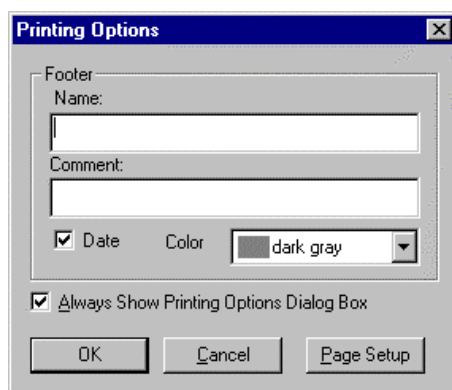 Printing Options
Footer
Name:
Comment:
Date Color dark gray
Always Show Printing Options Dialog Box
OK Cancel Page Setup